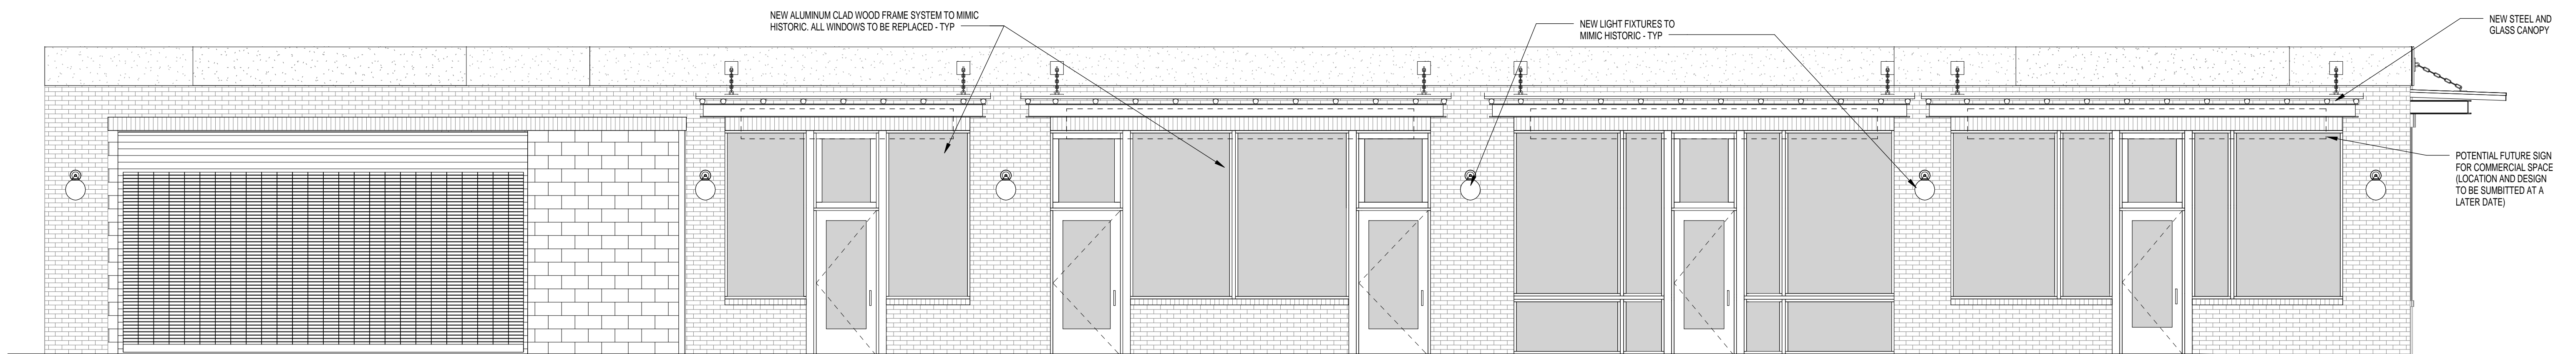 NEW ALUMINUM CLAD WOOD FRAME SYSTEM TO MIMIC
HISTORIC. ALL WINDOWS TO BE REPLACED - TYP
NEW LIGHT FIXTURES TO
MIMIC HISTORIC - TYP
NEW STEEL AND
GLASS CANOPY
POTENTIAL FUTURE SIGN
FOR COMMERCIAL SPACE
(LOCATION AND DESIGN
TO BE SUMBITTED AT A
LATER DATE)